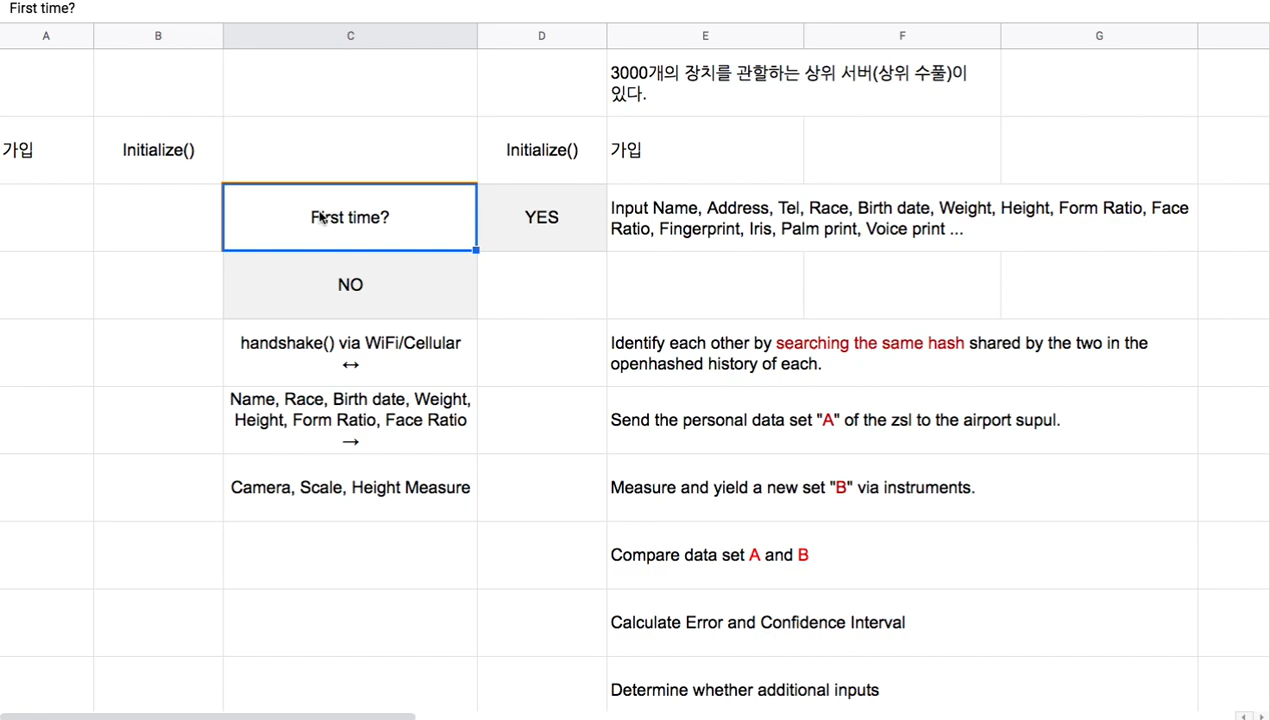 First time?
A B C D E F G
3000개의 장치를 관할하는 상위 서버(상위 수풀)이
있다.
가입 Initialize() Initialize() 가입
First time? YES Input Name, Address, Tel, Race, Birth date, Weight, Height, Form Ratio, Face
Ratio, Fingerprint, Iris, Palm print, Voice print ...
NO
handshake() via WiFi/Cellular
↔
Identify each other by searching the same hash shared by the two in the
openhashed history of each.
Name, Race, Birth date, Weight,
Height, Form Ratio, Face Ratio
→
Send the personal data set "A" of the zsl to the airport supul.
Camera, Scale, Height Measure Measure and yield a new set "B" via instruments.
Compare data set A and B
Calculate Error and Confidence Interval
Determine whether additional inputs